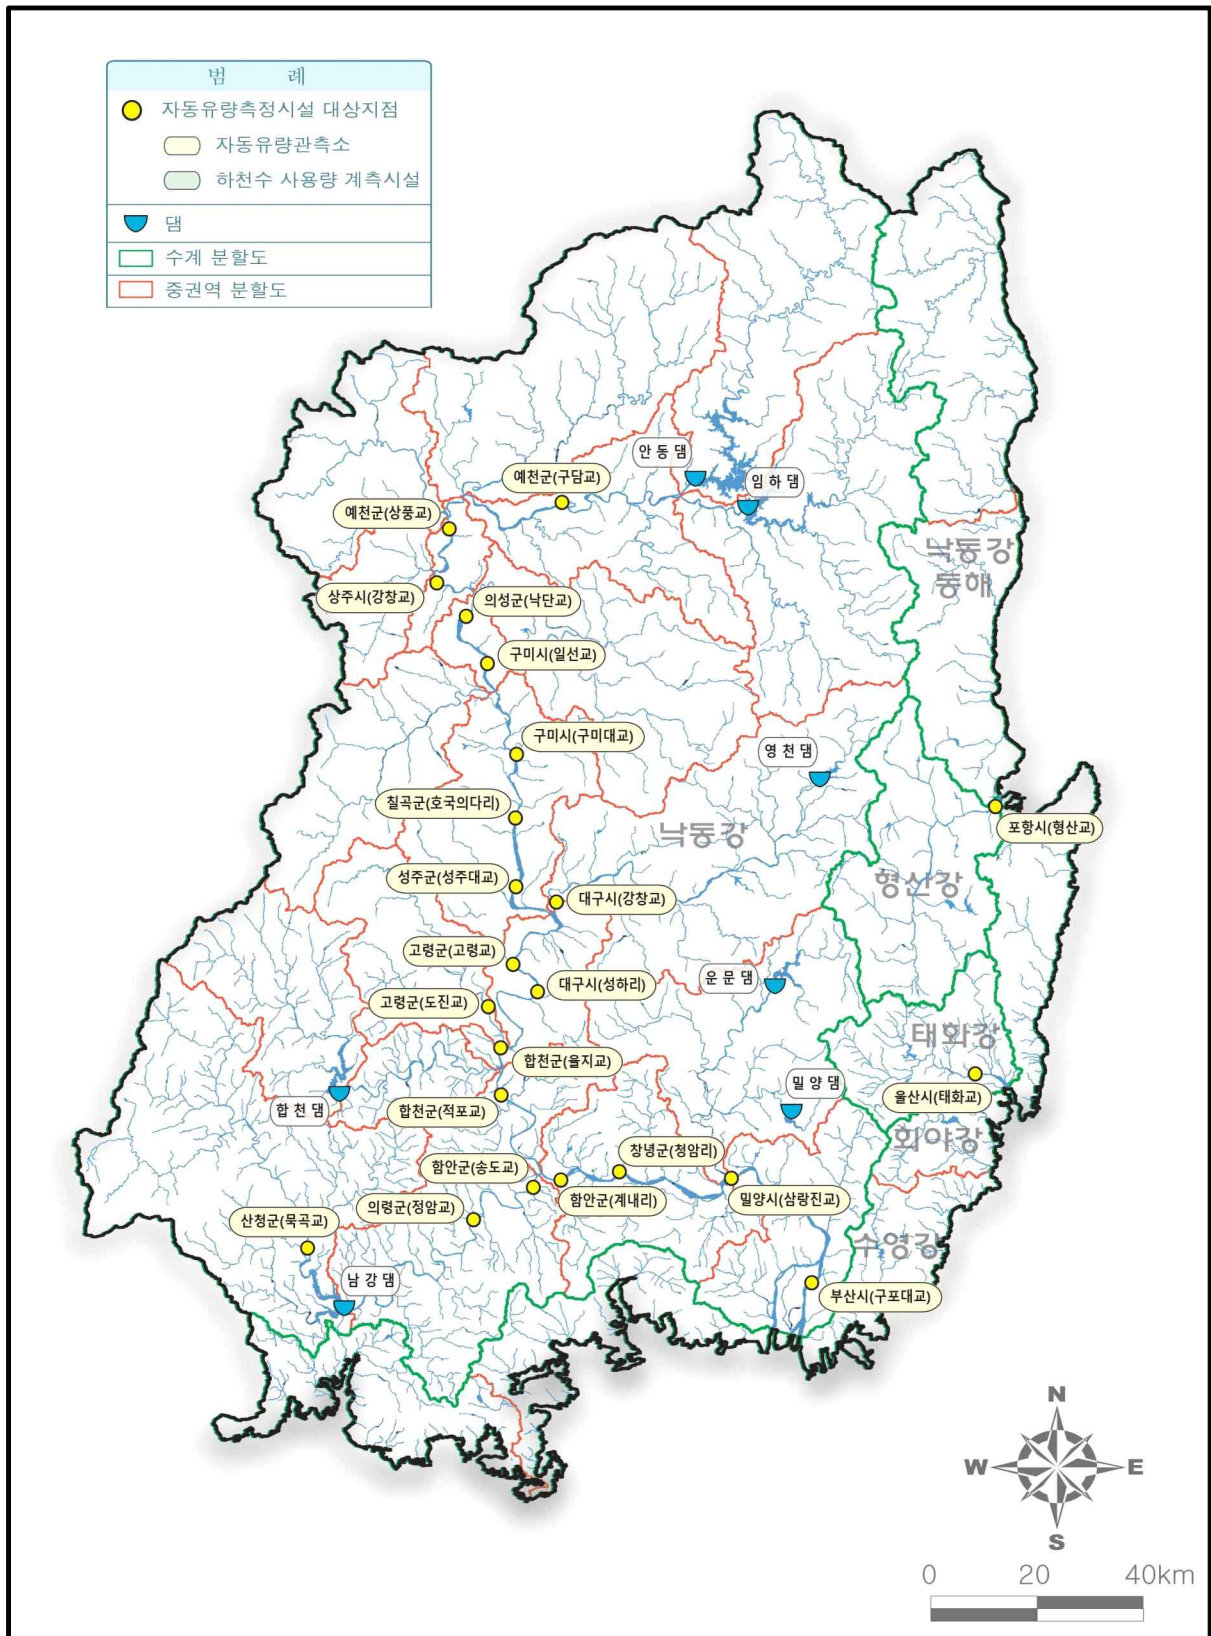 범 례
자동유량측정시설 대상지점
자동유량관측소
하천수 사용량 계측시설
댐
수계 분할도
중권역 분할도
안동댐
예천군(구담교)
임하댐
예천군(상풍교)
낙동강
동해
상주시(강창교)
의성군(낙단교)
구미시(일선교)
구미시(구미대교)
영천댐
칠곡군(호국의다리)
낙동강
포항시(형산교)
성주군(성주대교)
형산강
대구시(강창교)
고령군(고령교)
운문댐
대구시(성하리)
고령군(도진교)
태화강
합천군(율지교)
밀양댐
울산시(태화교)
합천댐
합천군(적포교)
회야강
창녕군(청암리)
함안군(송도교)
함안군(계내리)
밀양시(삼랑진교)
의령군(정암교)
산청군(묵곡교)
수영강
남강댐
부산시(구포대교)
N
W E
S
0 20 40km